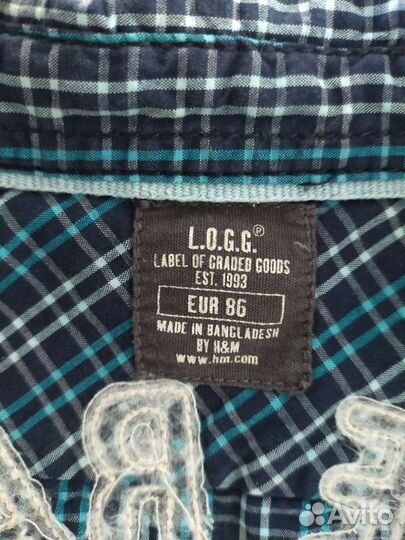 L.O.G.G.®
LABEL OF GRADED GOODS
EST. 1993
EUR 86
MADE IN BANGLADESH
BY H&M
www.hm.com
Avito